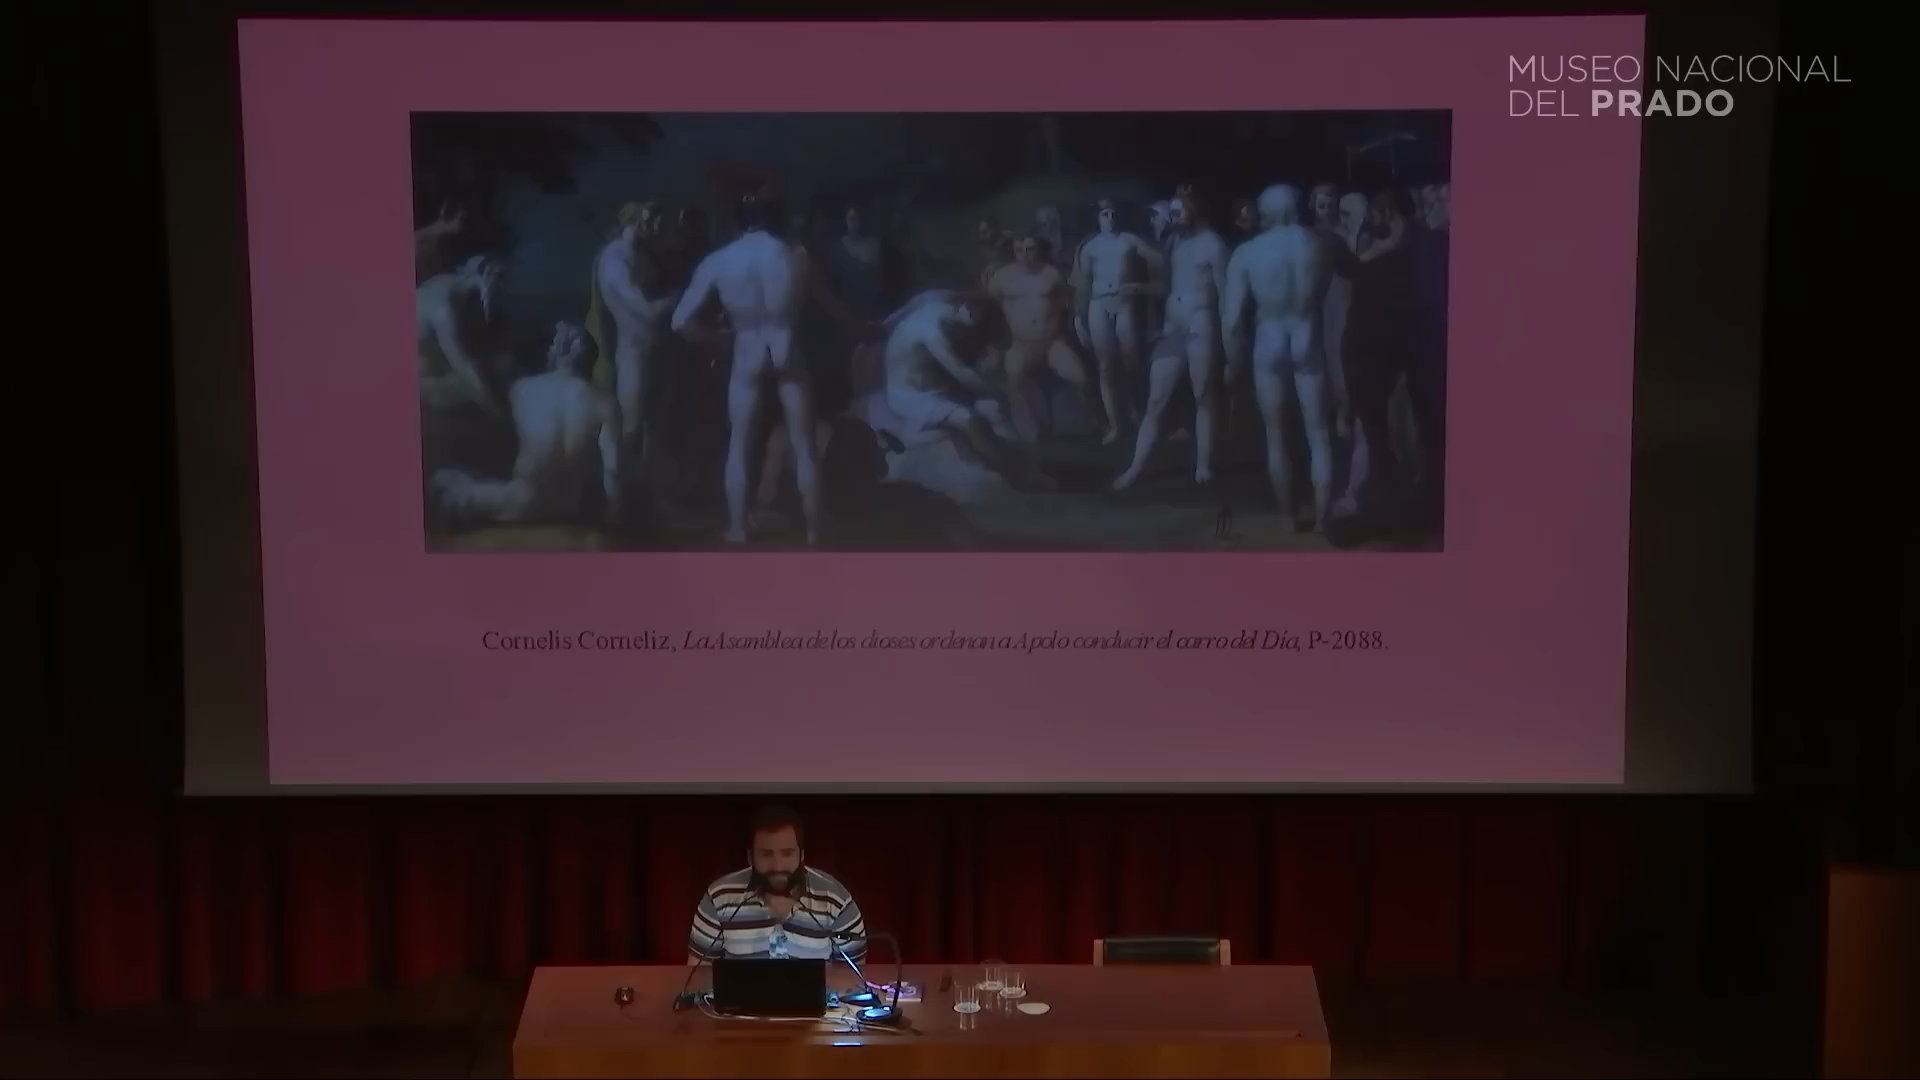 MUSEO NACIONAL
DEL PRADO
Cornelis Corneliz, La Asamblea de los dioses ordenan a Apolo conducir el carro del Día, P-2088.